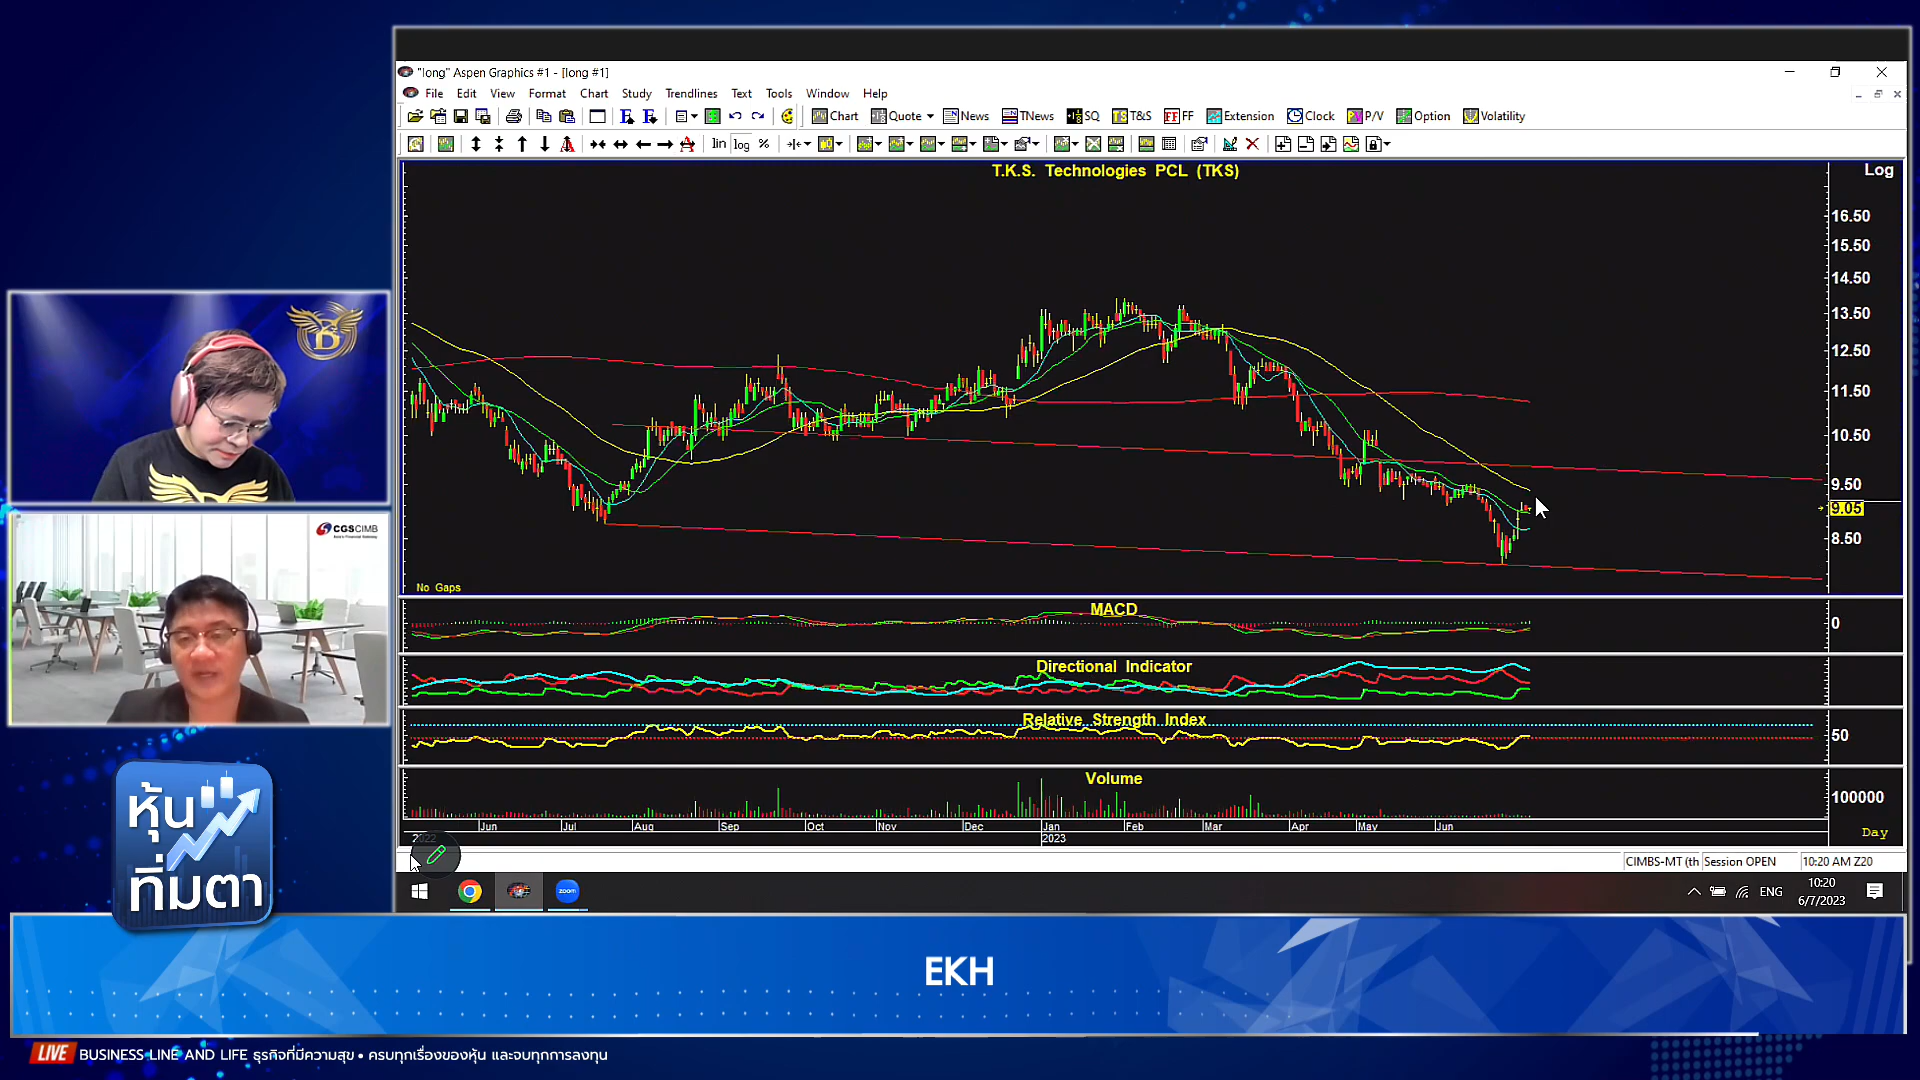 "long" Aspen Graphics #1 - [long #1]
File Edit View Format Chart Study Trendlines Text Tools Window Help
Chart Quote News TNews SQ T&S FF Extension Clock P/V Option Volatility
lin log %
T.K.S. Technologies PCL (TKS)
Log
16.50
15.50
14.50
13.50
12.50
11.50
10.50
9.50
9.05
8.50
No Gaps
MACD
0
Directional Indicator
Relative Strength Index
50
Volume
100000
Jun Jul Aug Sep Oct Nov Dec Jan Feb Mar Apr May Jun
2022 2023
Day
CIMBS-MT (th Session OPEN 10:20 AM Z20
zoom
ENG
10:20
6/7/2023
B
CGS CIMB
หุ้น
ทิ่มตา
EKH
LIVE BUSINESS LINE AND LIFE ธุรกิจที่มีความสุข • ครบทุกเรื่องของหุ้น และจบทุกการลงทุน